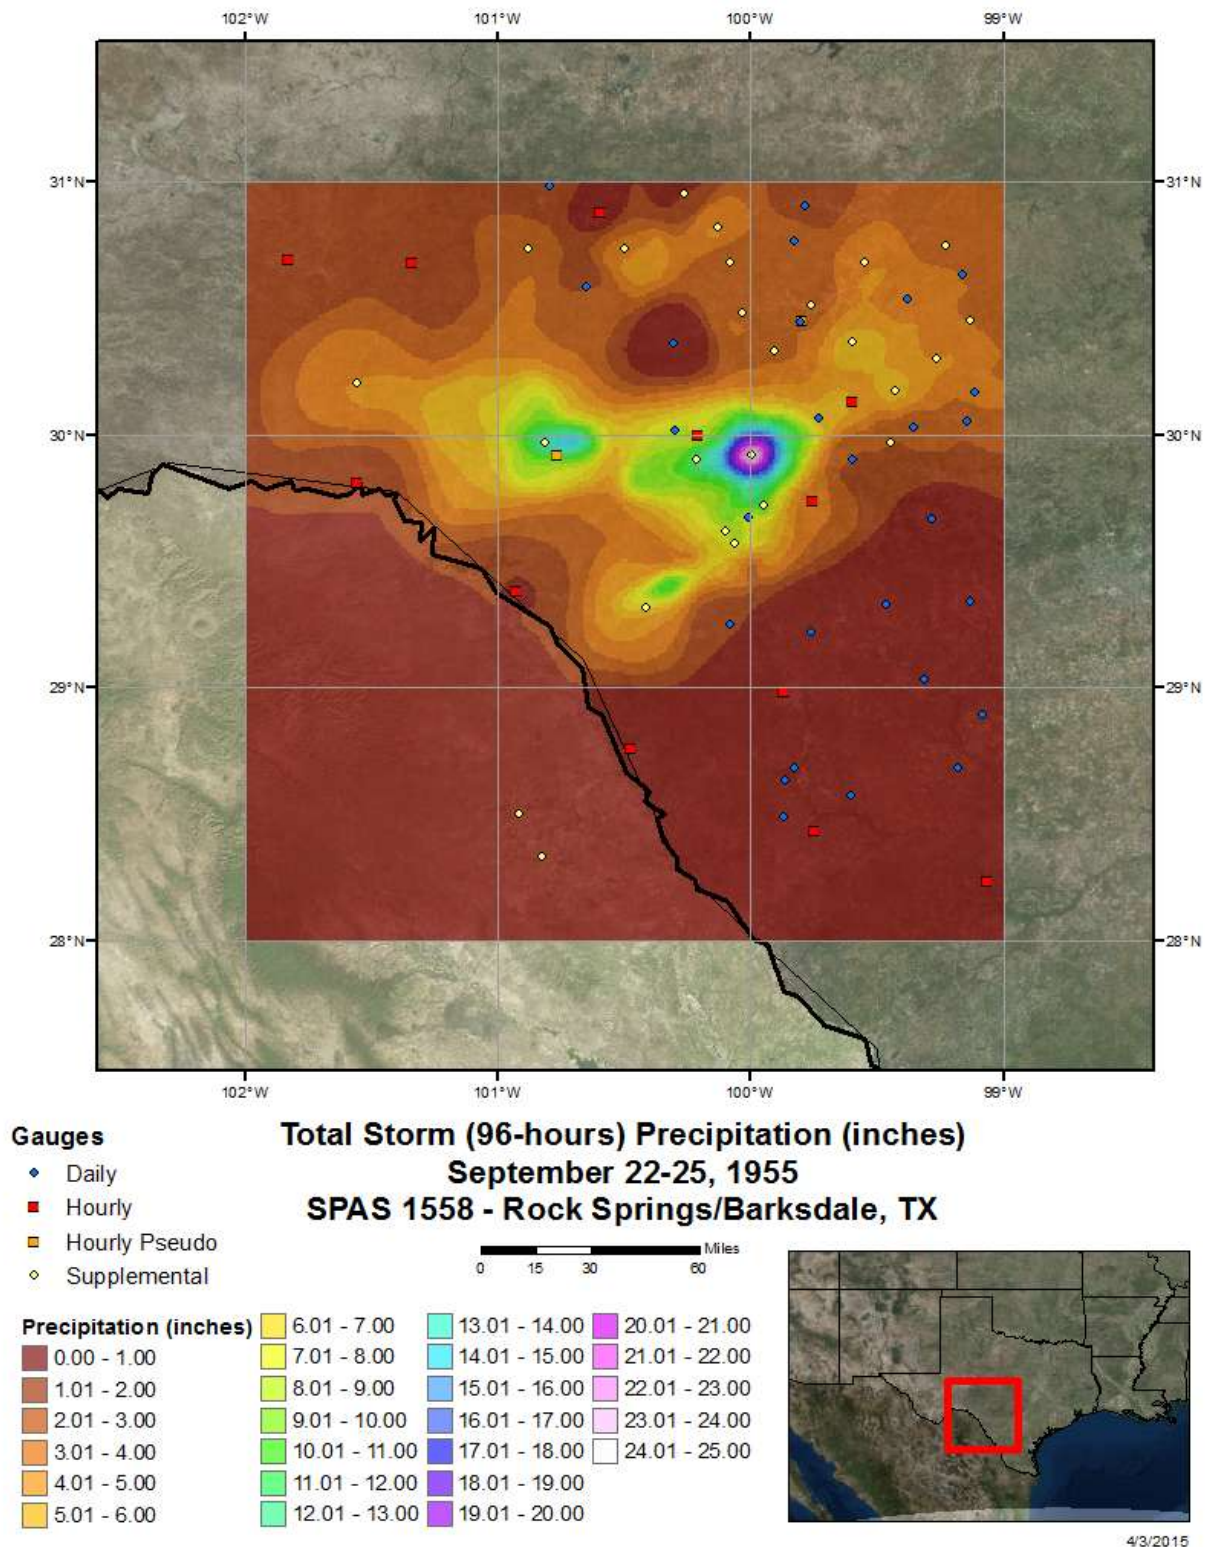 102°W 101°W 100°W 99°W
31°N 31°N
30°N 30°N
29°N 29°N
28°N 28°N
102°W 101°W 100°W 99°W
Gauges
Daily
Hourly
Hourly Pseudo
Supplemental
Total Storm (96-hours) Precipitation (inches)
September 22-25, 1955
SPAS 1558 - Rock Springs/Barksdale, TX
Miles
0 15 30 60
Precipitation (inches)
0.00 - 1.00
1.01 - 2.00
2.01 - 3.00
3.01 - 4.00
4.01 - 5.00
5.01 - 6.00
6.01 - 7.00
7.01 - 8.00
8.01 - 9.00
9.01 - 10.00
10.01 - 11.00
11.01 - 12.00
12.01 - 13.00
13.01 - 14.00
14.01 - 15.00
15.01 - 16.00
16.01 - 17.00
17.01 - 18.00
18.01 - 19.00
19.01 - 20.00
20.01 - 21.00
21.01 - 22.00
22.01 - 23.00
23.01 - 24.00
24.01 - 25.00
4/3/2015